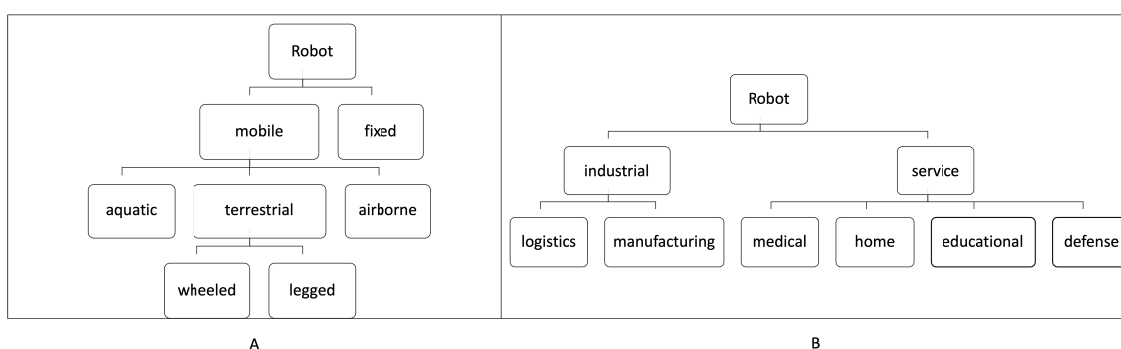 Robot
mobile
fixed
aquatic
terrestrial
airborne
wheeled
legged
A
Robot
industrial
service
logistics
manufacturing
medical
home
educational
defense
B